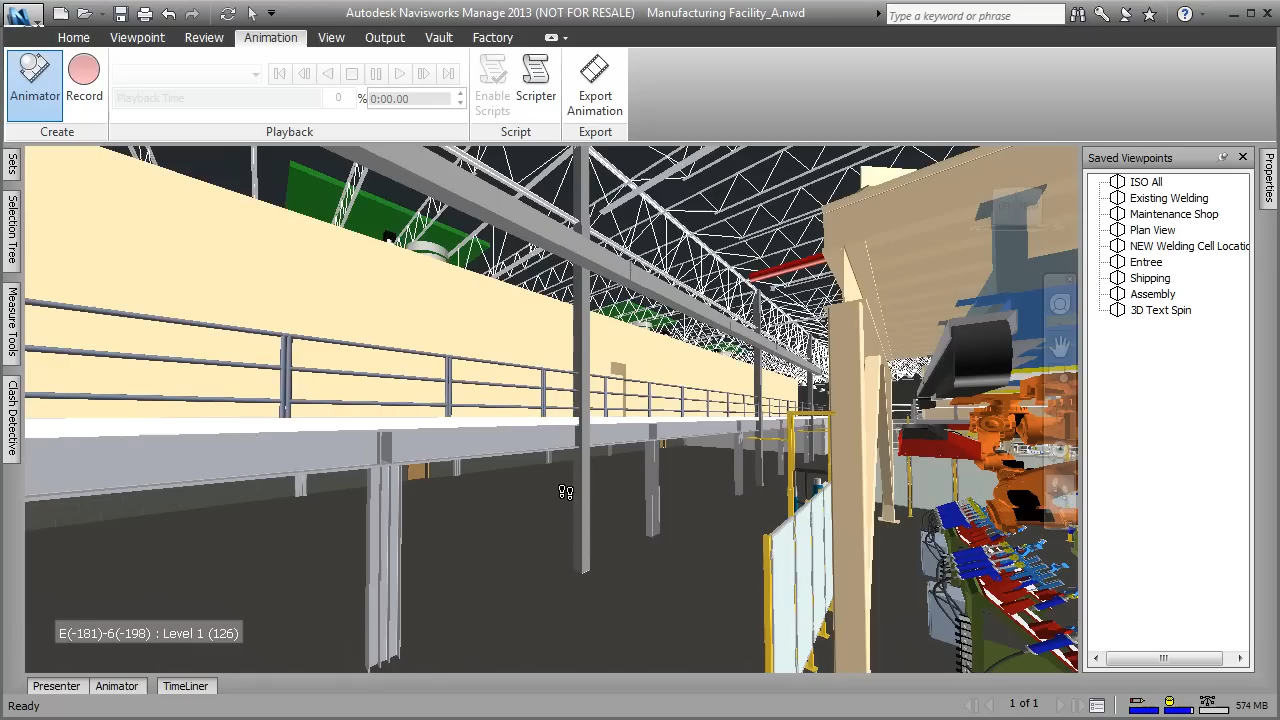 Autodesk Navisworks Manage 2013 (NOT FOR RESALE) Manufacturing Facility_A.nwd
Type a keyword or phrase
Home Viewpoint Review Animation View Output Vault Factory
Animator Record
Playback Time 0 % 0:00.00
Enable Scripts
Scripter
Export Animation
Create Playback Script Export
Sets
Selection Tree
Measure Tools
Clash Detective
Saved Viewpoints
ISO All
Existing Welding
Maintenance Shop
Plan View
NEW Welding Cell Locatic
Entree
Shipping
Assembly
3D Text Spin
Properties
E(-181)-6(-198) : Level 1 (126)
Presenter Animator TimeLiner
Ready
1 of 1
574 MB